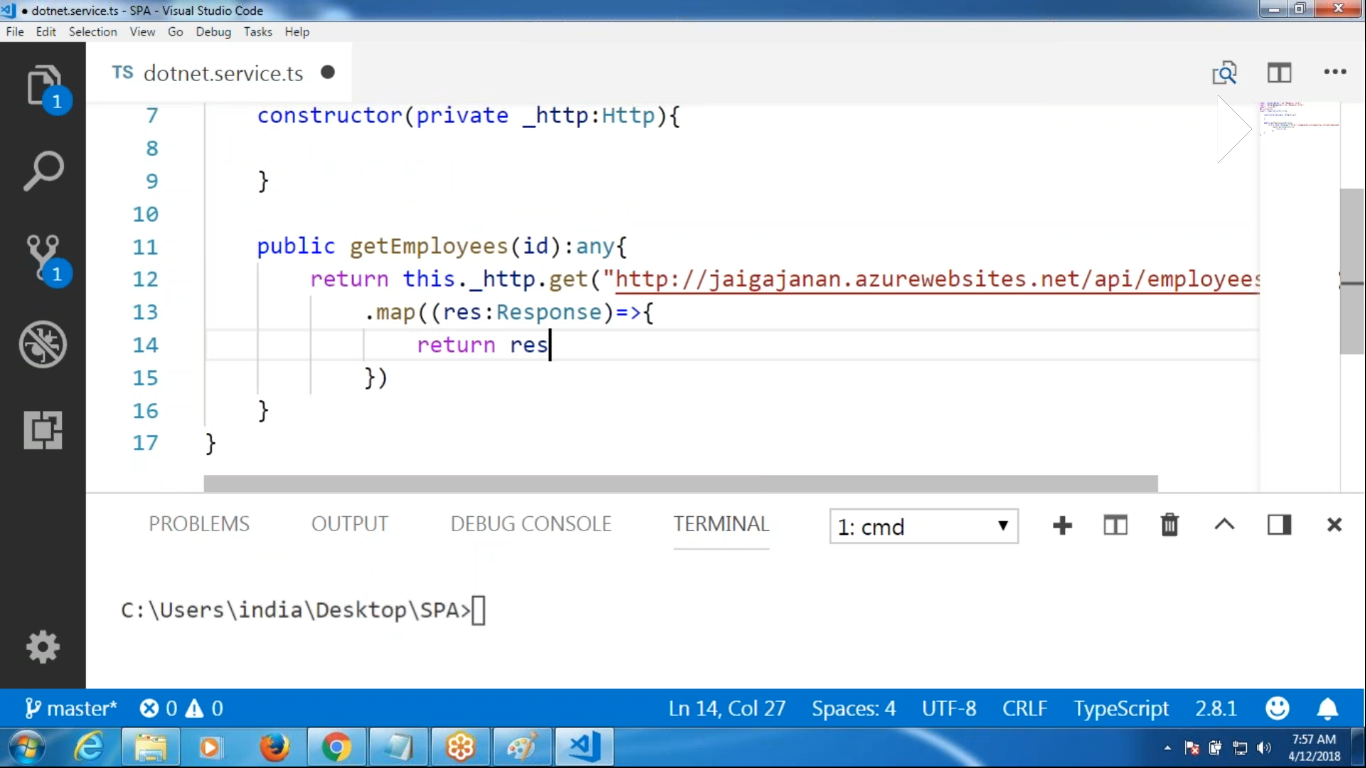 ● dotnet.service.ts - SPA - Visual Studio Code
File Edit Selection View Go Debug Tasks Help
TS dotnet.service.ts ●
1
1
7 constructor(private _http:Http){
8
9 }
10
11 public getEmployees(id):any{
12 return this._http.get("http://jaigajanan.azurewebsites.net/api/employees
13 .map((res:Response)=>{
14 return res
15 })
16 }
17 }
PROBLEMS OUTPUT DEBUG CONSOLE TERMINAL 1: cmd
C:\Users\india\Desktop\SPA>
master* 0 0 Ln 14, Col 27 Spaces: 4 UTF-8 CRLF TypeScript 2.8.1
7:57 AM
4/12/2018